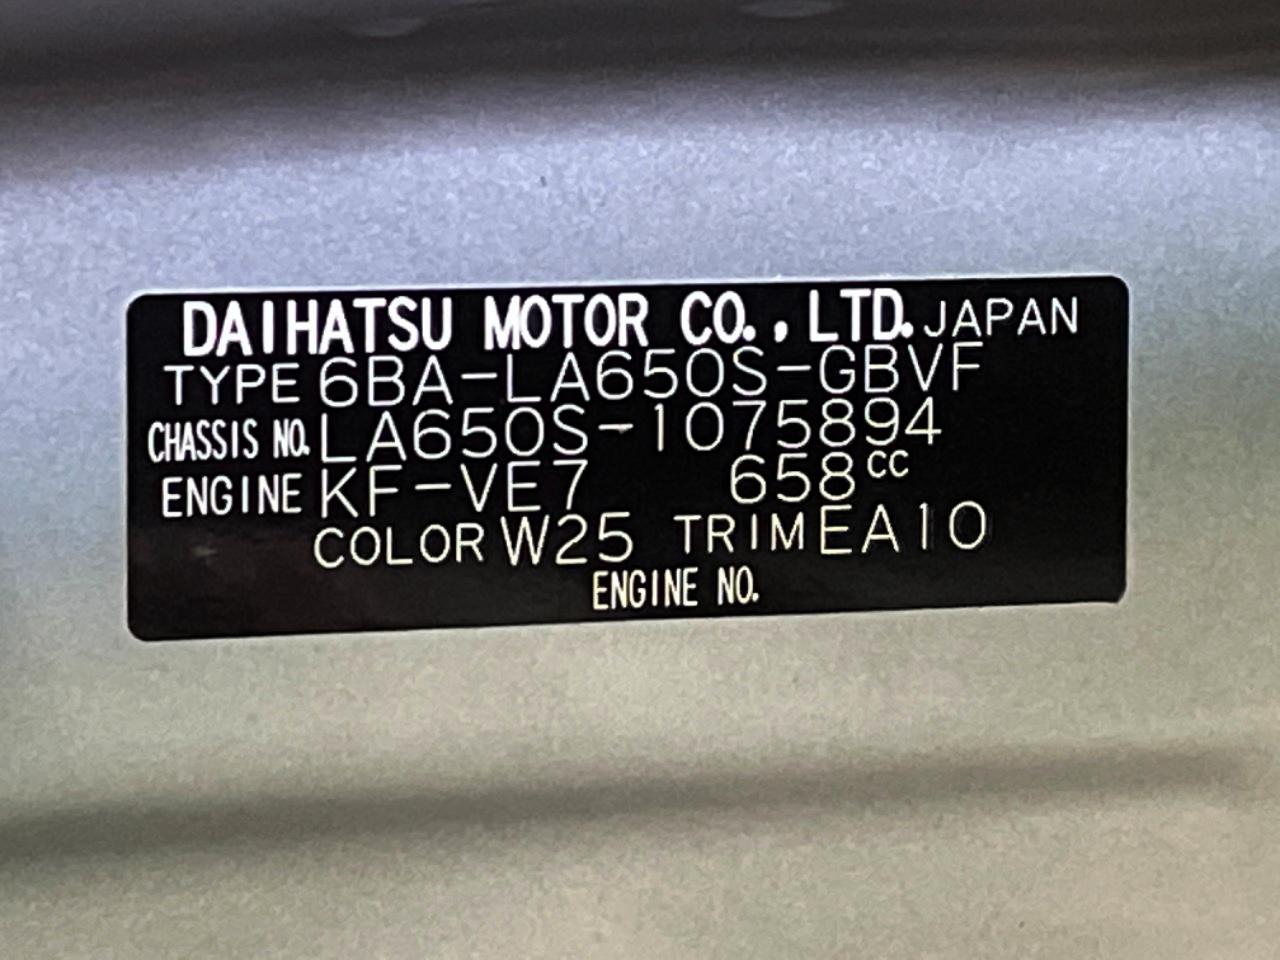 DAIHATSU MOTOR CO., LTD. JAPAN
TYPE 6BA-LA650S-GBVF
CHASSIS NO. LA650S-1075894
ENGINE KF-VE7 658cc
COLOR W25 TRIM EA10
ENGINE NO.